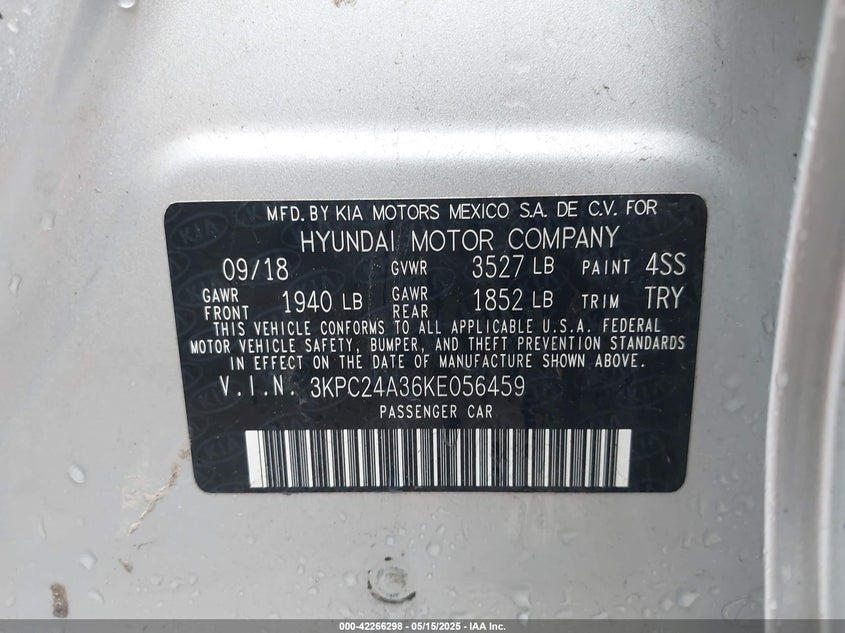 MFD. BY KIA MOTORS MEXICO S.A. DE C.V. FOR
HYUNDAI MOTOR COMPANY
09/18 GVWR 3527 LB PAINT 4SS
GAWR FRONT 1940 LB GAWR REAR 1852 LB TRIM TRY
THIS VEHICLE CONFORMS TO ALL APPLICABLE U.S.A. FEDERAL
MOTOR VEHICLE SAFETY, BUMPER, AND THEFT PREVENTION STANDARDS
IN EFFECT ON THE DATE OF MANUFACTURE SHOWN ABOVE.
V.I.N. 3KPC24A36KE056459
PASSENGER CAR
000-42266298 - 05/15/2025 - IAA Inc.